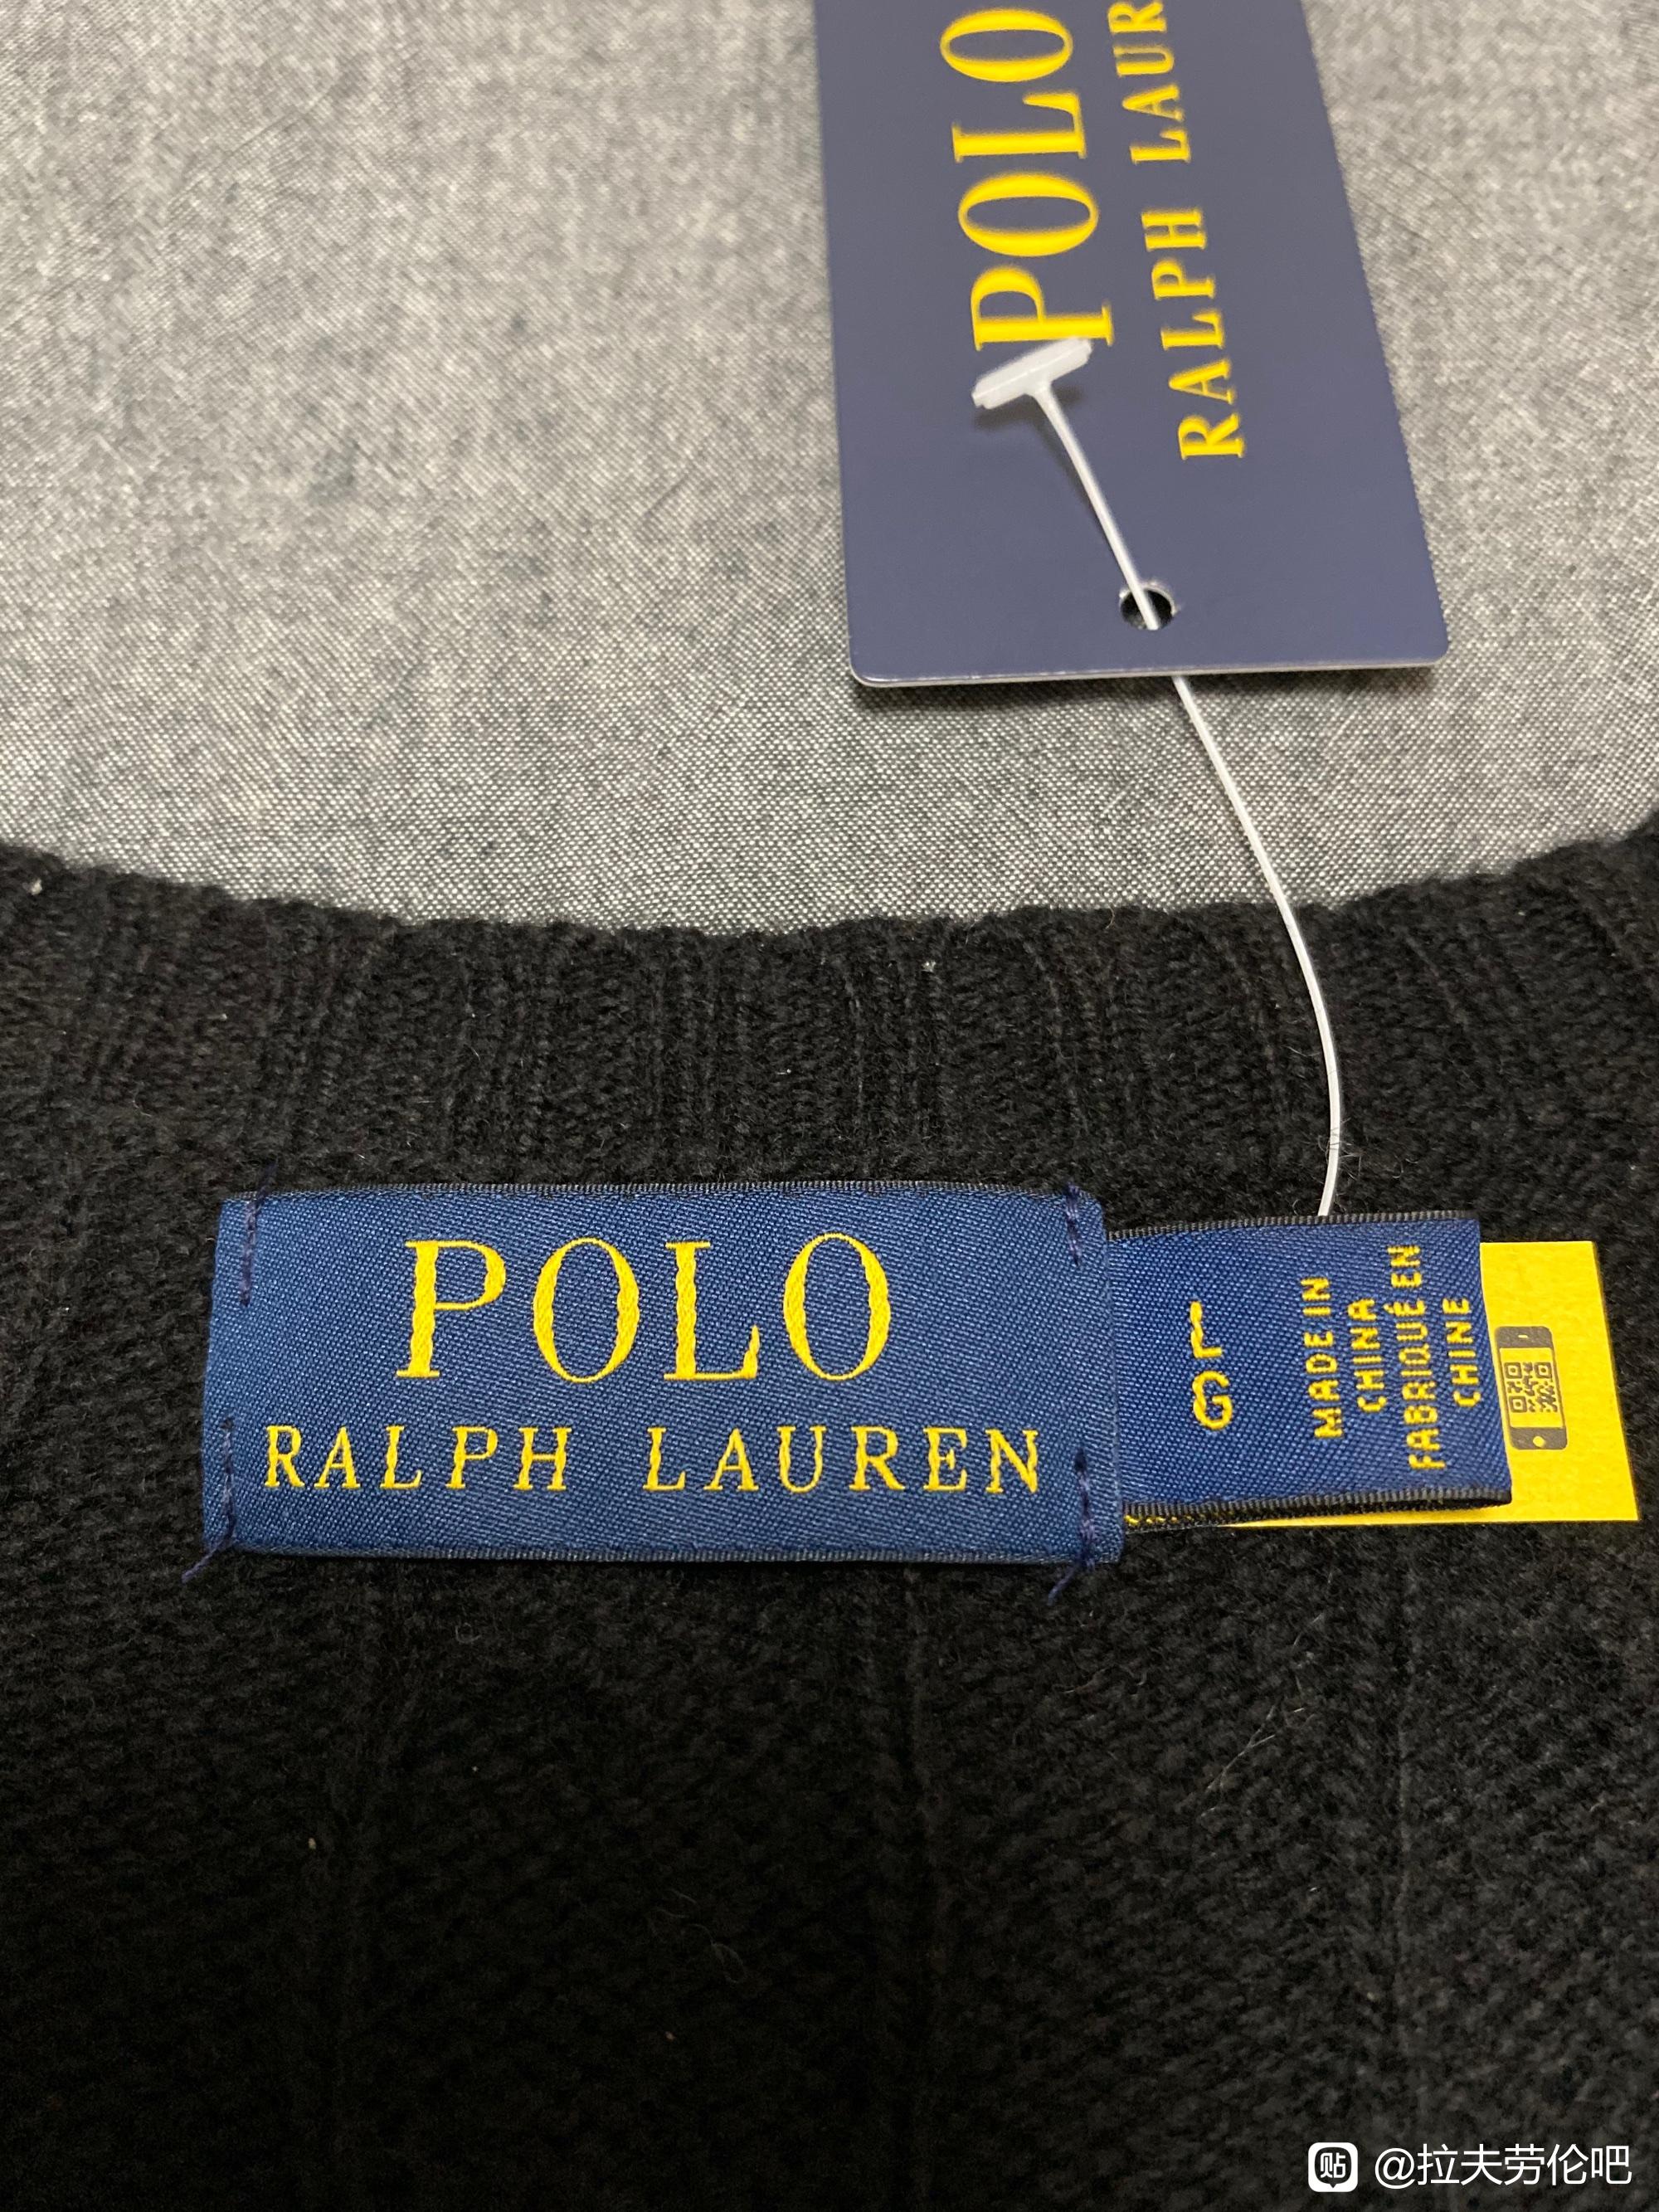 POLO
RALPH LAUR
POLO
RALPH LAUREN
L
G
MADE IN
CHINA
FABRIQUÉ EN
CHINE
贴 @拉夫劳伦吧